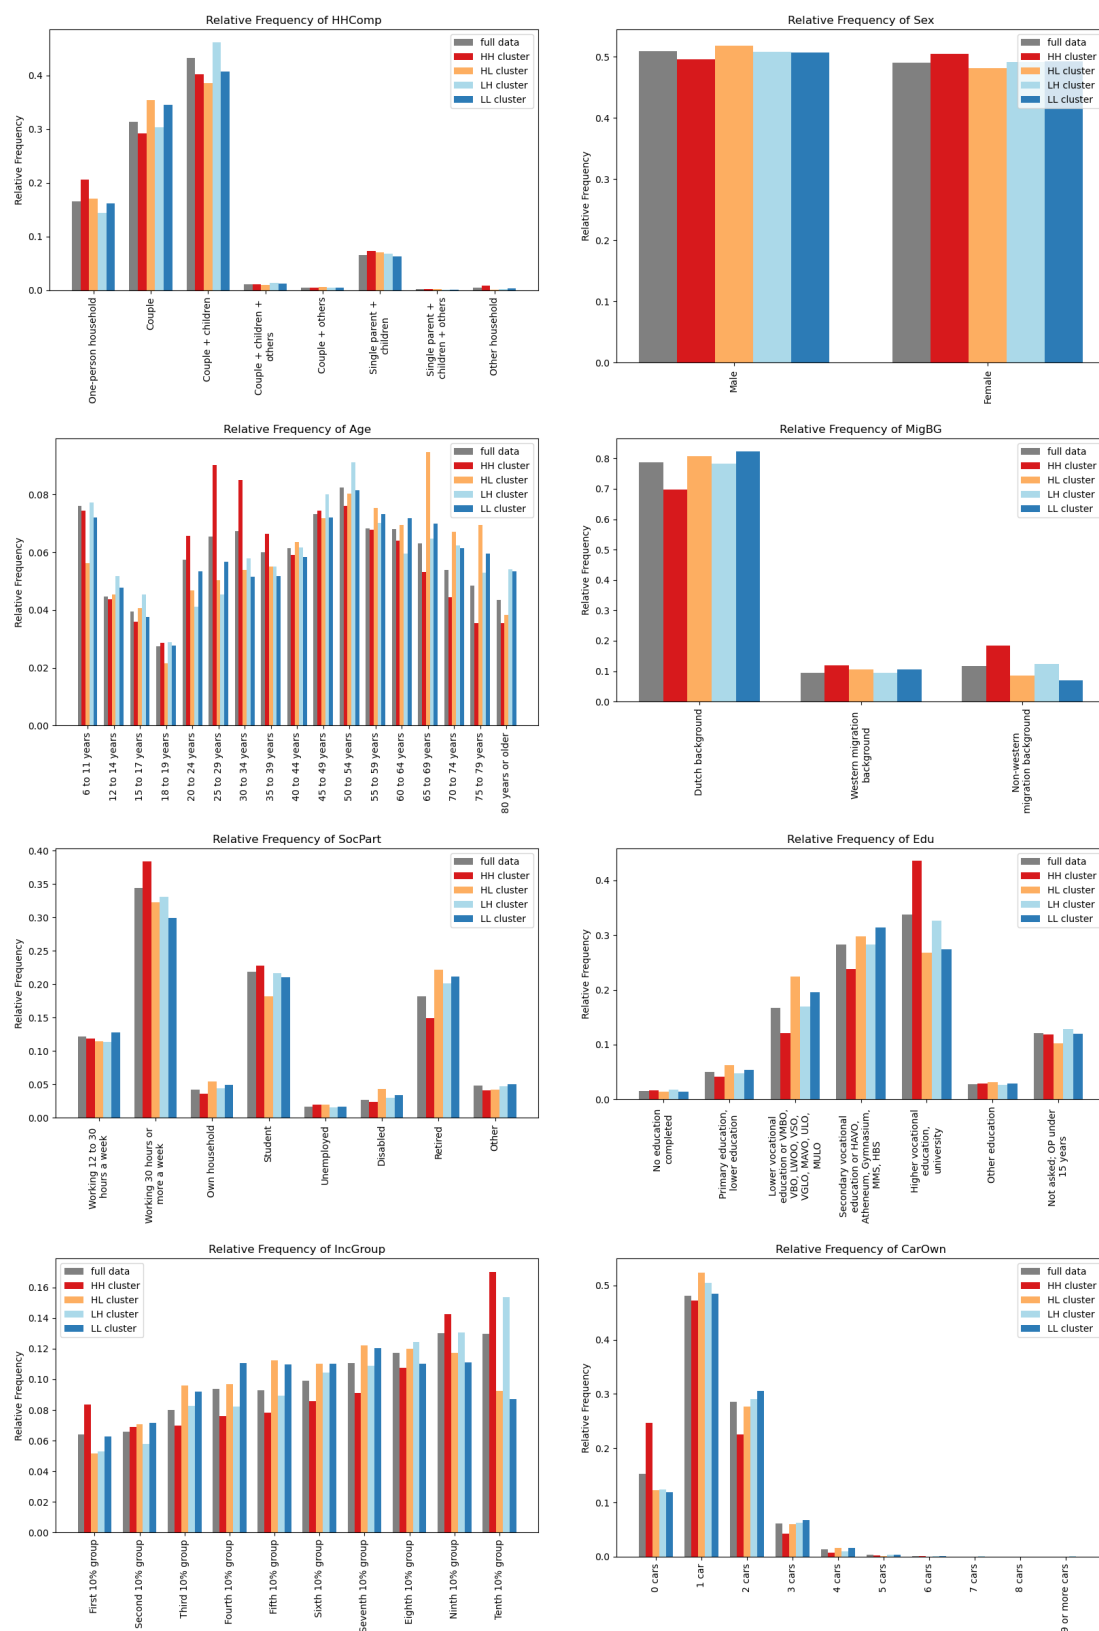 Relative Frequency of HHComp
Relative Frequency
0.4
0.3
0.2
0.1
0.0
full data
HH cluster
HL cluster
LH cluster
LL cluster
One-person household
Couple
Couple + children
Couple + children +
others
Couple + others
Single parent +
children
Single parent +
children + others
Other household
Relative Frequency of Sex
Relative Frequency
0.5
0.4
0.3
0.2
0.1
0.0
full data
HH cluster
HL cluster
LH cluster
LL cluster
Male
Female
Relative Frequency of Age
Relative Frequency
0.08
0.06
0.04
0.02
0.00
full data
HH cluster
HL cluster
LH cluster
LL cluster
6 to 11 years
12 to 14 years
15 to 17 years
18 to 19 years
20 to 24 years
25 to 29 years
30 to 34 years
35 to 39 years
40 to 44 years
45 to 49 years
50 to 54 years
55 to 59 years
60 to 64 years
65 to 69 years
70 to 74 years
75 to 79 years
80 years or older
Relative Frequency of MigBG
Relative Frequency
0.8
0.7
0.6
0.5
0.4
0.3
0.2
0.1
0.0
full data
HH cluster
HL cluster
LH cluster
LL cluster
Dutch background
Western migration
background
Non-western
migration background
Relative Frequency of SocPart
Relative Frequency
0.40
0.35
0.30
0.25
0.20
0.15
0.10
0.05
0.00
full data
HH cluster
HL cluster
LH cluster
LL cluster
Working 12 to 30
hours a week
Working 30 hours or
more a week
Own household
Student
Unemployed
Disabled
Retired
Other
Relative Frequency of Edu
Relative Frequency
0.4
0.3
0.2
0.1
0.0
full data
HH cluster
HL cluster
LH cluster
LL cluster
No education
completed
Primary education,
lower education
Lower vocational
education or VMBO,
VBO, LWOO, VSO,
VGLO, MAVO, ULO,
MULO
Secondary vocational
education or HAVO,
Atheneum, Gymnasium,
MMS, HBS
Higher vocational
education,
university
Other education
Not asked; OP under
15 years
Relative Frequency of IncGroup
Relative Frequency
0.16
0.14
0.12
0.10
0.08
0.06
0.04
0.02
0.00
full data
HH cluster
HL cluster
LH cluster
LL cluster
First 10% group
Second 10% group
Third 10% group
Fourth 10% group
Fifth 10% group
Sixth 10% group
Seventh 10% group
Eighth 10% group
Ninth 10% group
Tenth 10% group
Relative Frequency of CarOwn
Relative Frequency
0.5
0.4
0.3
0.2
0.1
0.0
full data
HH cluster
HL cluster
LH cluster
LL cluster
0 cars
1 car
2 cars
3 cars
4 cars
5 cars
6 cars
7 cars
8 cars
9 or more cars